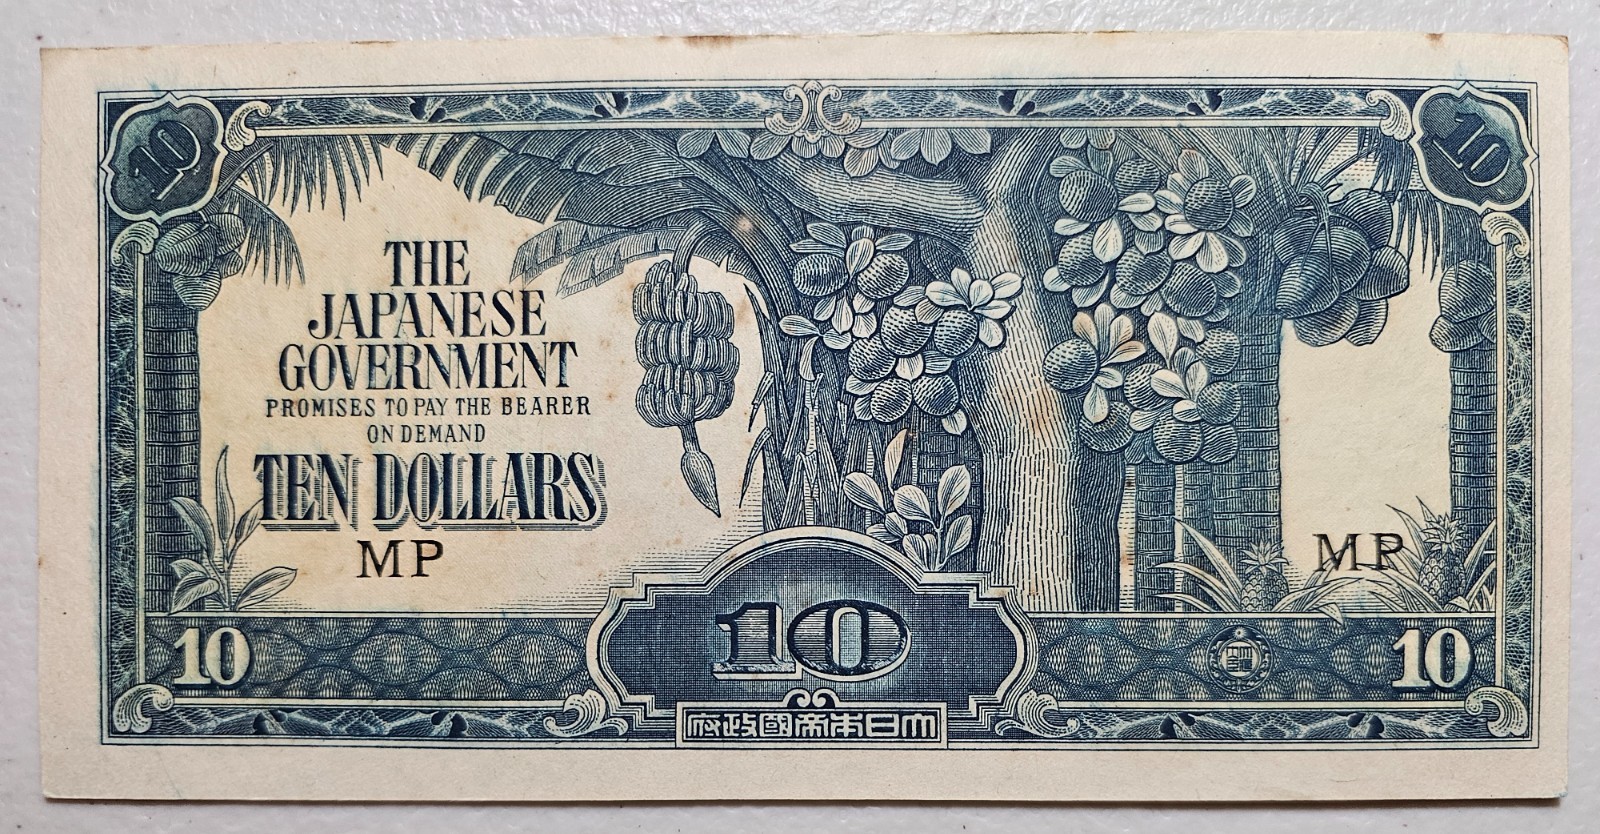 10
10
THE
JAPANESE
GOVERNMENT
PROMISES TO PAY THE BEARER
ON DEMAND
TEN DOLLARS
MP
MP
10
10
10
府政國帝本日大